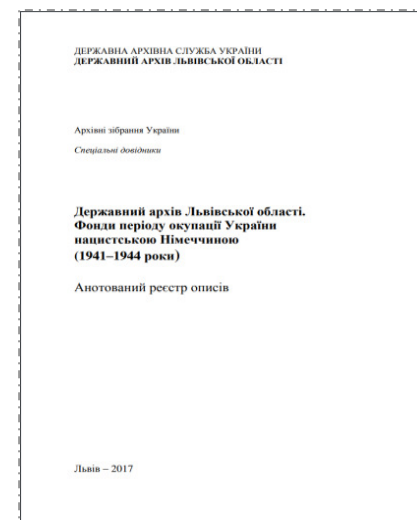 ДЕРЖАВНА АРХІВНА СЛУЖБА УКРАЇНИ
ДЕРЖАВНИЙ АРХІВ ЛЬВІВСЬКОЇ ОБЛАСТІ
Архівні зібрання України
Спеціальні довідники
Державний архів Львівської області.
Фонди періоду окупації України
нацистською Німеччиною
(1941–1944 роки)
Анотований реєстр описів
Львів – 2017